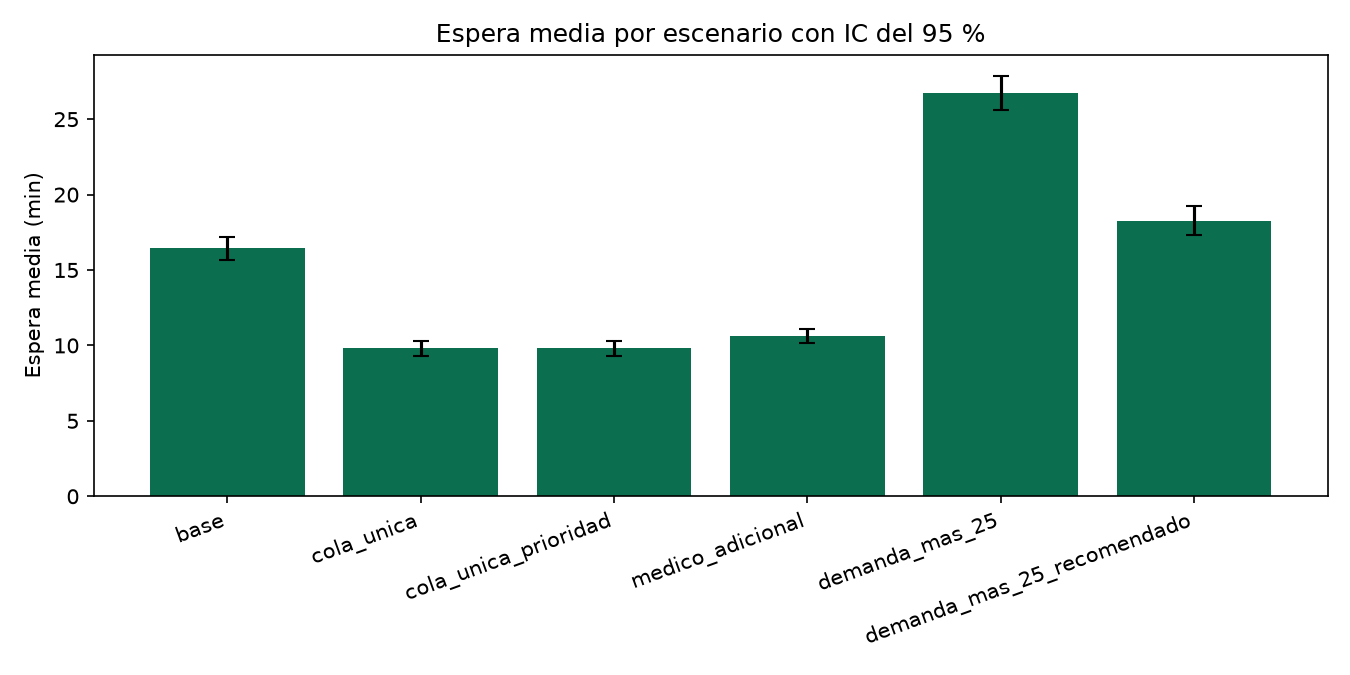 Espera media por escenario con IC del 95 %
Espera media (min)
25
20
15
10
5
0
base
cola_unica
cola_unica_prioridad
medico_adicional
demanda_mas_25
demanda_mas_25_recomendado